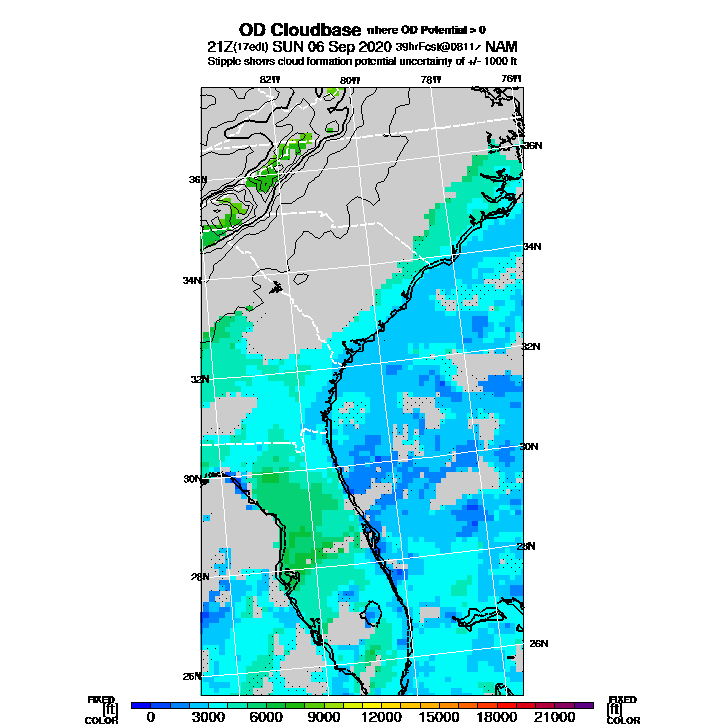 OD Cloudbase where OD Potential > 0
21Z(17edt) SUN 06 Sep 2020 39hrFcst@0811z NAM
Stipple shows cloud formation potential uncertainty of +/- 1000 ft
82W 80W 78W 76W
36N
36N
34N
34N
32N
32N
30N
30N
28N
28N
26N
26N
FIXED FIXED
[ft] [ft]
COLOR COLOR
0 3000 6000 9000 12000 15000 18000 21000